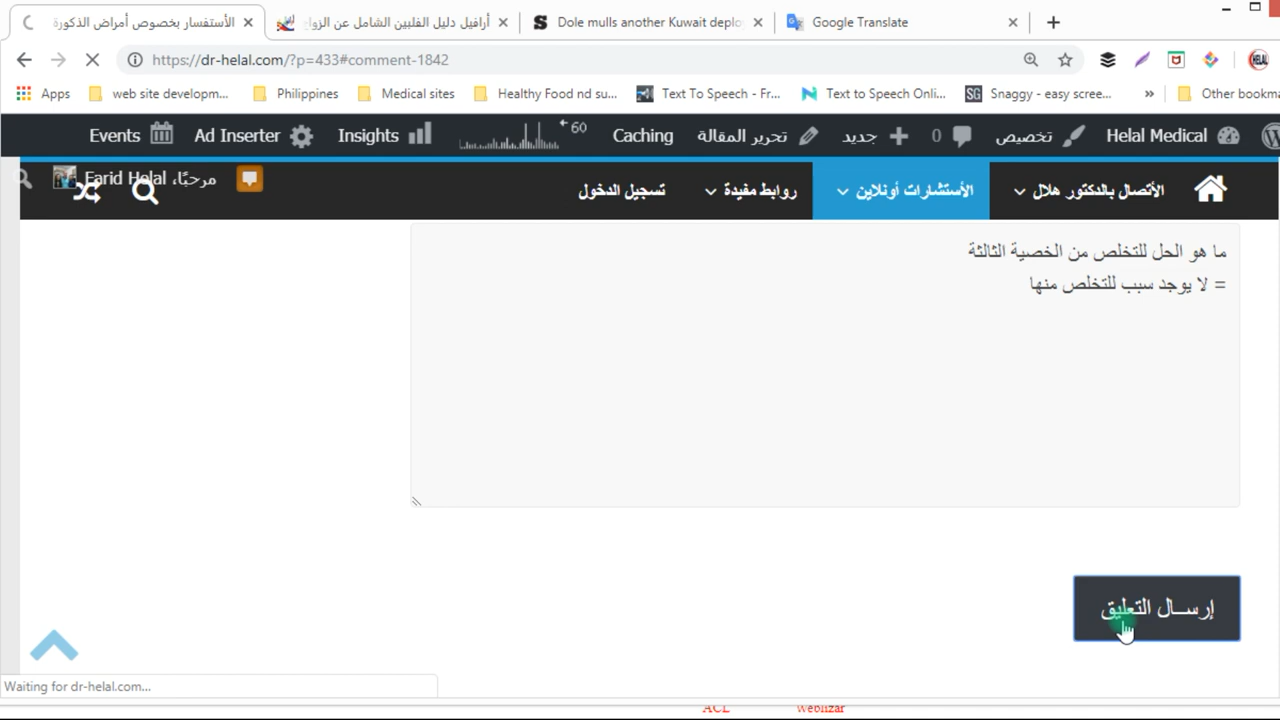 الأستفسار بخصوص أمراض الذكورة
أرافيل دليل الفلبين الشامل عن الزواج
Dole mulls another Kuwait deplo
Google Translate
https://dr-helal.com/?p=433#comment-1842
Apps
web site developm...
Philippines
Medical sites
Healthy Food nd su...
Text To Speech - Fr...
Text to Speech Onli...
SG Snaggy - easy scree...
»
Other bookma
Events
Ad Inserter
Insights
60
Caching
تحرير المقالة
جديد
0
تخصيص
Helal Medical
مرحبًا، Farid Helal
الأتصال بالدكتور هلال
الأستشارات أونلاين
روابط مفيدة
تسجيل الدخول
ما هو الحل للتخلص من الخصية الثالثة
= لا يوجد سبب للتخلص منها
إرسـال التعليق
Waiting for dr-helal.com...
ACL
weblizar